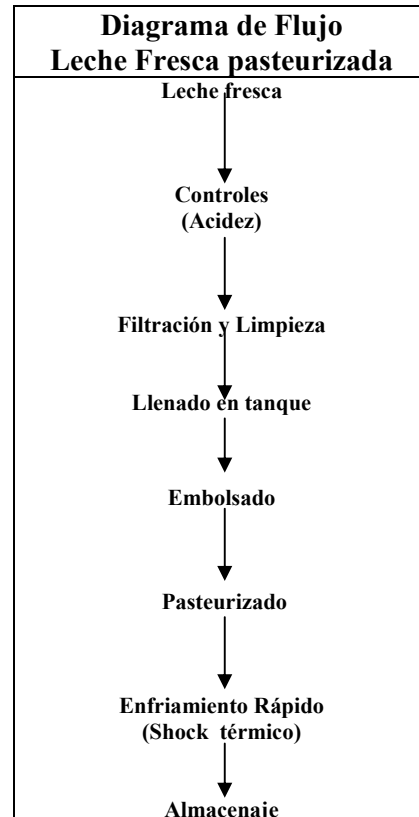 Diagrama de Flujo
Leche Fresca pasteurizada
Leche fresca
Controles
(Acidez)
Filtración y Limpieza
Llenado en tanque
Embolsado
Pasteurizado
Enfriamiento Rápido
(Shock térmico)
Almacenaje